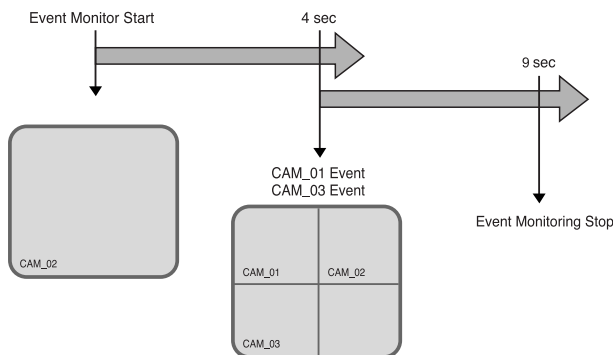 Event Monitor Start
4 sec
9 sec
CAM_01 Event
CAM_03 Event
Event Monitoring Stop
CAM_02
CAM_01
CAM_02
CAM_03